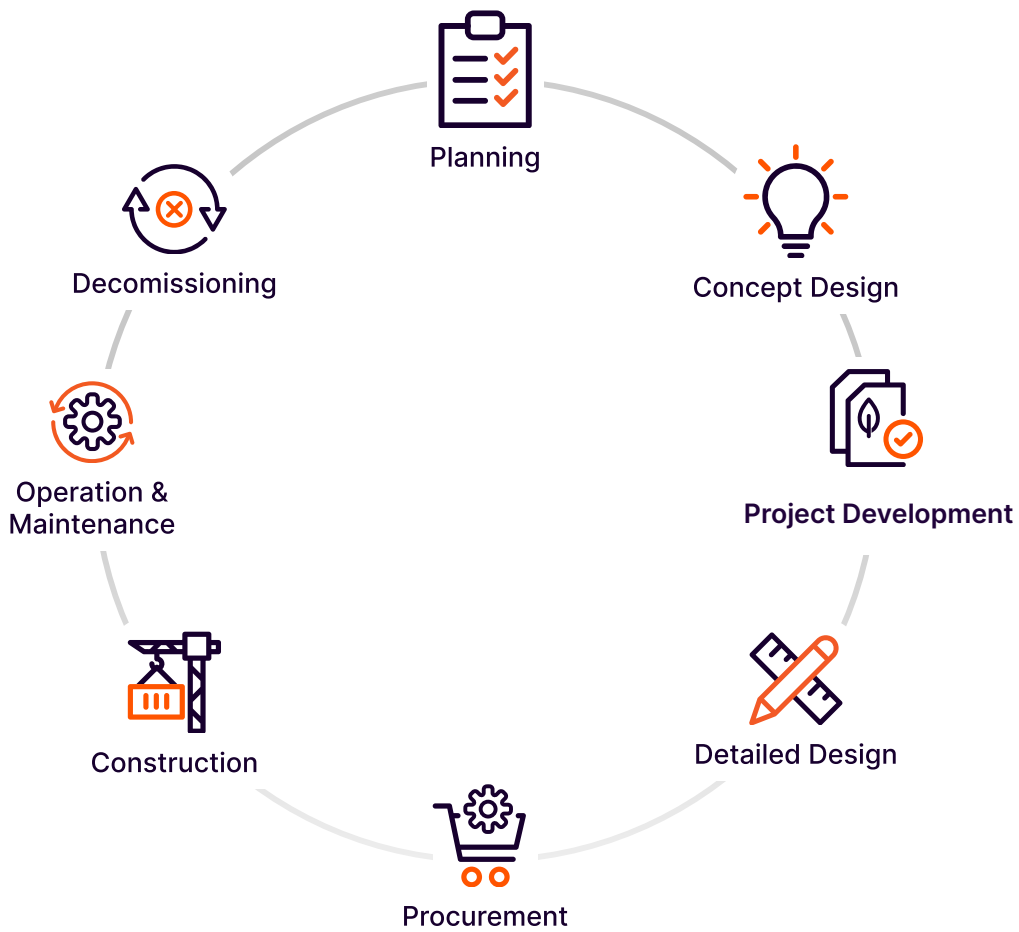 Planning
Concept Design
Project Development
Detailed Design
Procurement
Construction
Operation &
Maintenance
Decomissioning